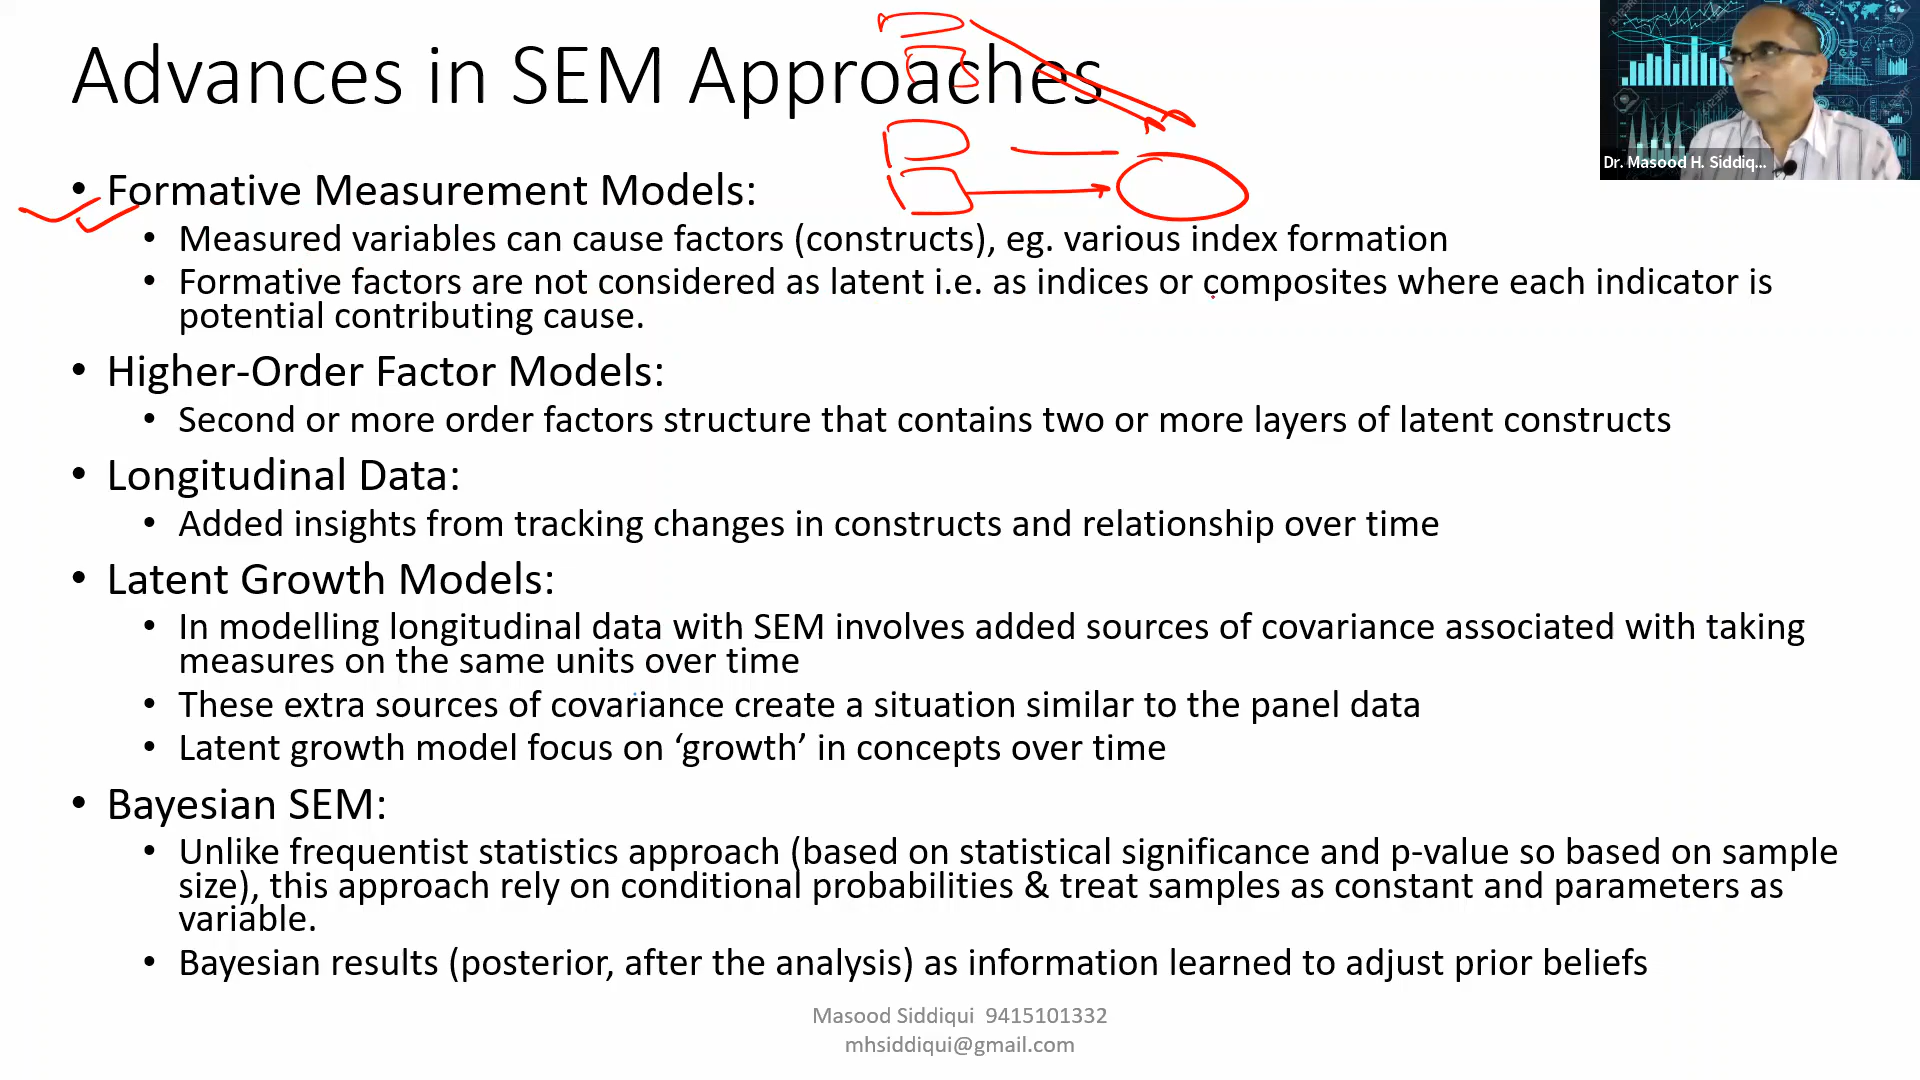 Advances in SEM Approaches
Dr. Masood H. Siddiq...
• Formative Measurement Models:
• Measured variables can cause factors (constructs), eg. various index formation
• Formative factors are not considered as latent i.e. as indices or composites where each indicator is
potential contributing cause.
• Higher-Order Factor Models:
• Second or more order factors structure that contains two or more layers of latent constructs
• Longitudinal Data:
• Added insights from tracking changes in constructs and relationship over time
• Latent Growth Models:
• In modelling longitudinal data with SEM involves added sources of covariance associated with taking
measures on the same units over time
• These extra sources of covariance create a situation similar to the panel data
• Latent growth model focus on ‘growth’ in concepts over time
• Bayesian SEM:
• Unlike frequentist statistics approach (based on statistical significance and p-value so based on sample
size), this approach rely on conditional probabilities & treat samples as constant and parameters as
variable.
• Bayesian results (posterior, after the analysis) as information learned to adjust prior beliefs
Masood Siddiqui 9415101332
mhsiddiqui@gmail.com